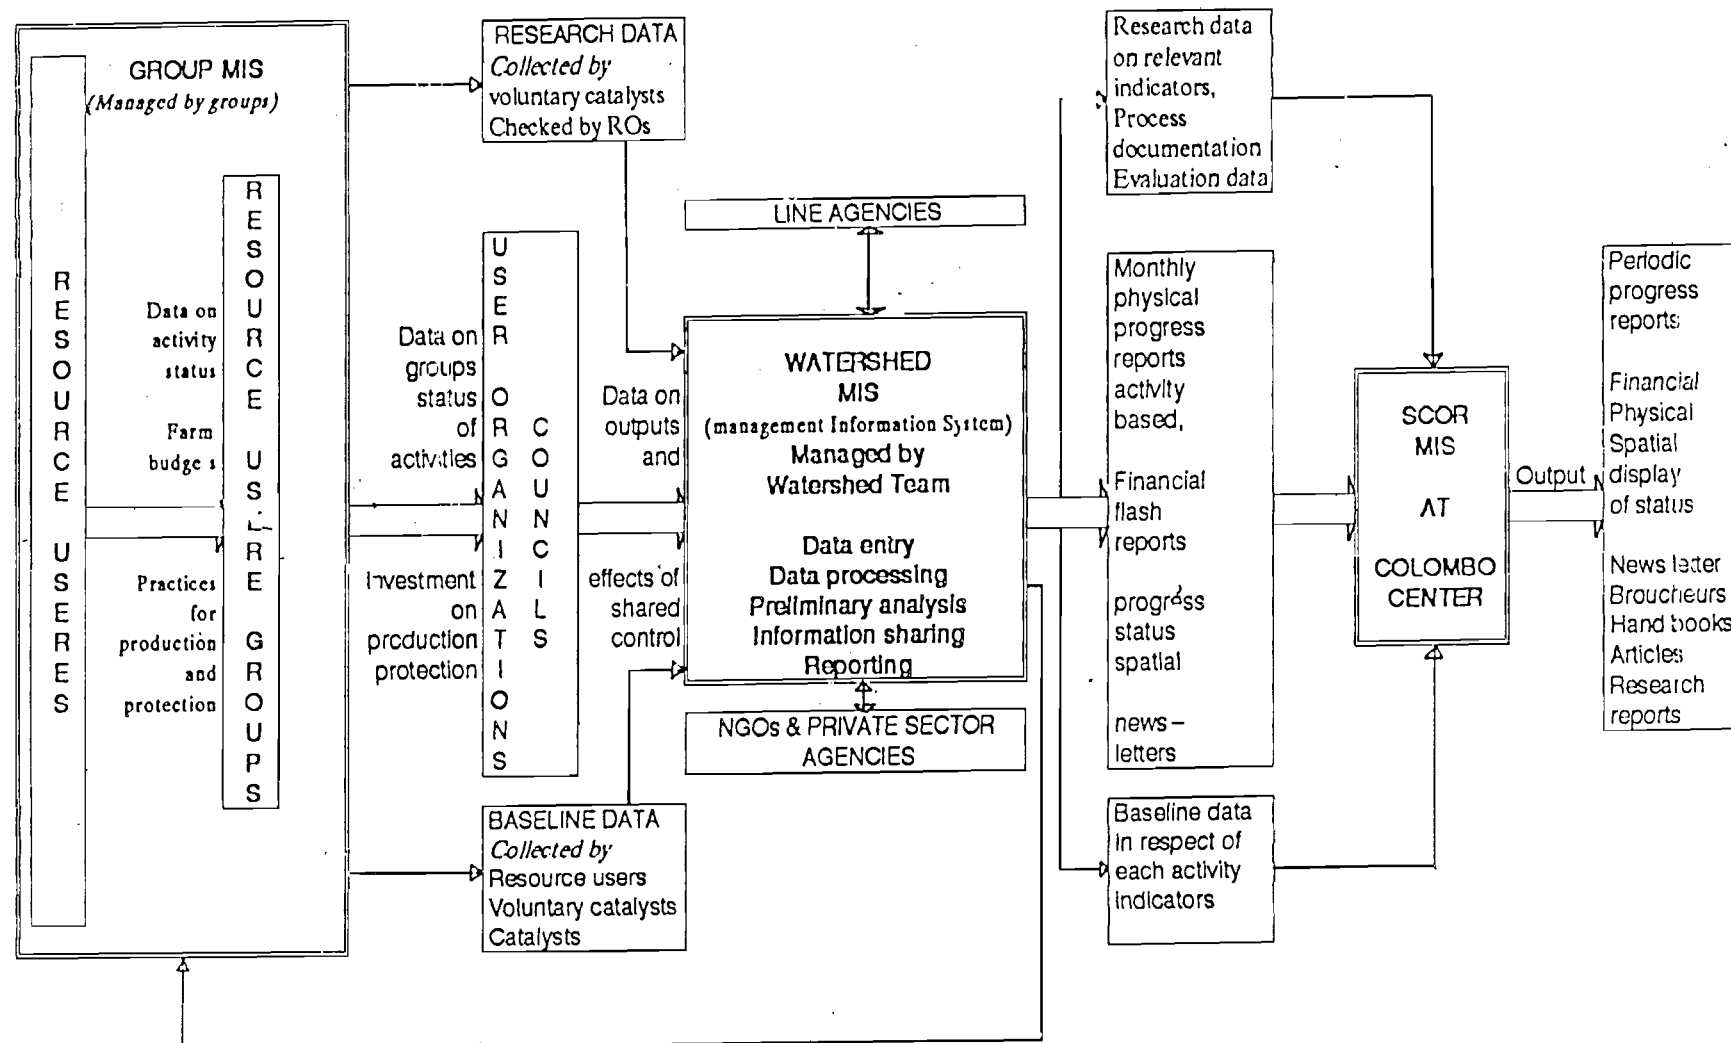 GROUP MIS
(Managed by groups)
RESOURCE USERES
Data on
activity
status
Farm
Practices
for
production
and
protection
RESOURCE
GROUPS
RESEARCH DATA
Collected by
voluntary catalysts
Checked by ROs
Data on
groups
status
of
activities
Investment
on
production
protection
USER ORGANIZATIONS
COUNCILS
BASELINE DATA
Collected by
Resource users
Voluntary catalysts
Catalysts
Data on
outputs
and
effects of
shared
control
LINE AGENCIES
WATERSHED
MIS
(management Information System)
Managed by
Watershed Team
Data entry
Data processing
Preliminary analysis
Information sharing
Reporting
NGOs & PRIVATE SECTOR
AGENCIES
Research data
on relevant
indicators,
Process
documentation
Evaluation data
Monthly
physical
progress
reports
activity
based,
Financial
flash
reports
progress
status
spatial
news-
letters
Baseline data
in respect of
each activity
indicators
SCOR
MIS
AT
COLOMBO
CENTER
Output
Periodic
progress
reports
Financial
Physical
Spatial
display
of status
News letter
Broucheurs
Hand books
Articles
Research
reports